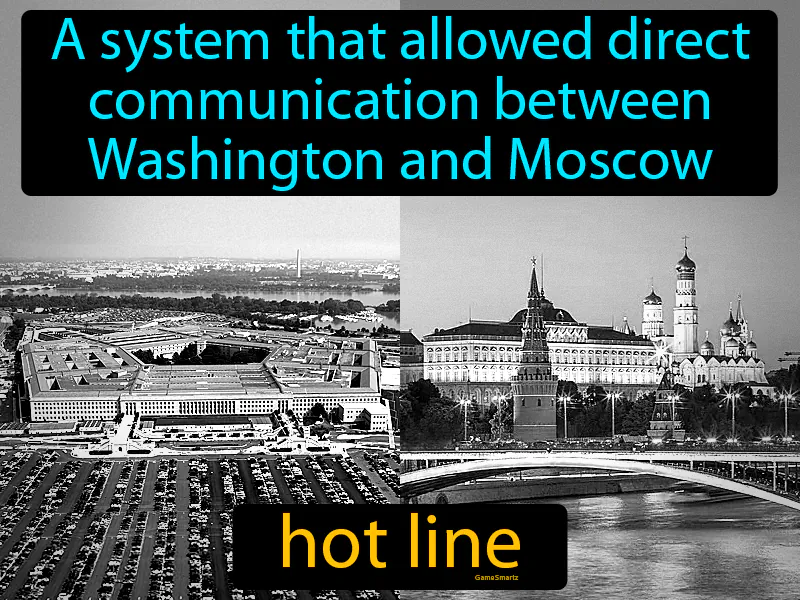 A system that allowed direct
communication between
Washington and Moscow
hot line
GameSmartz